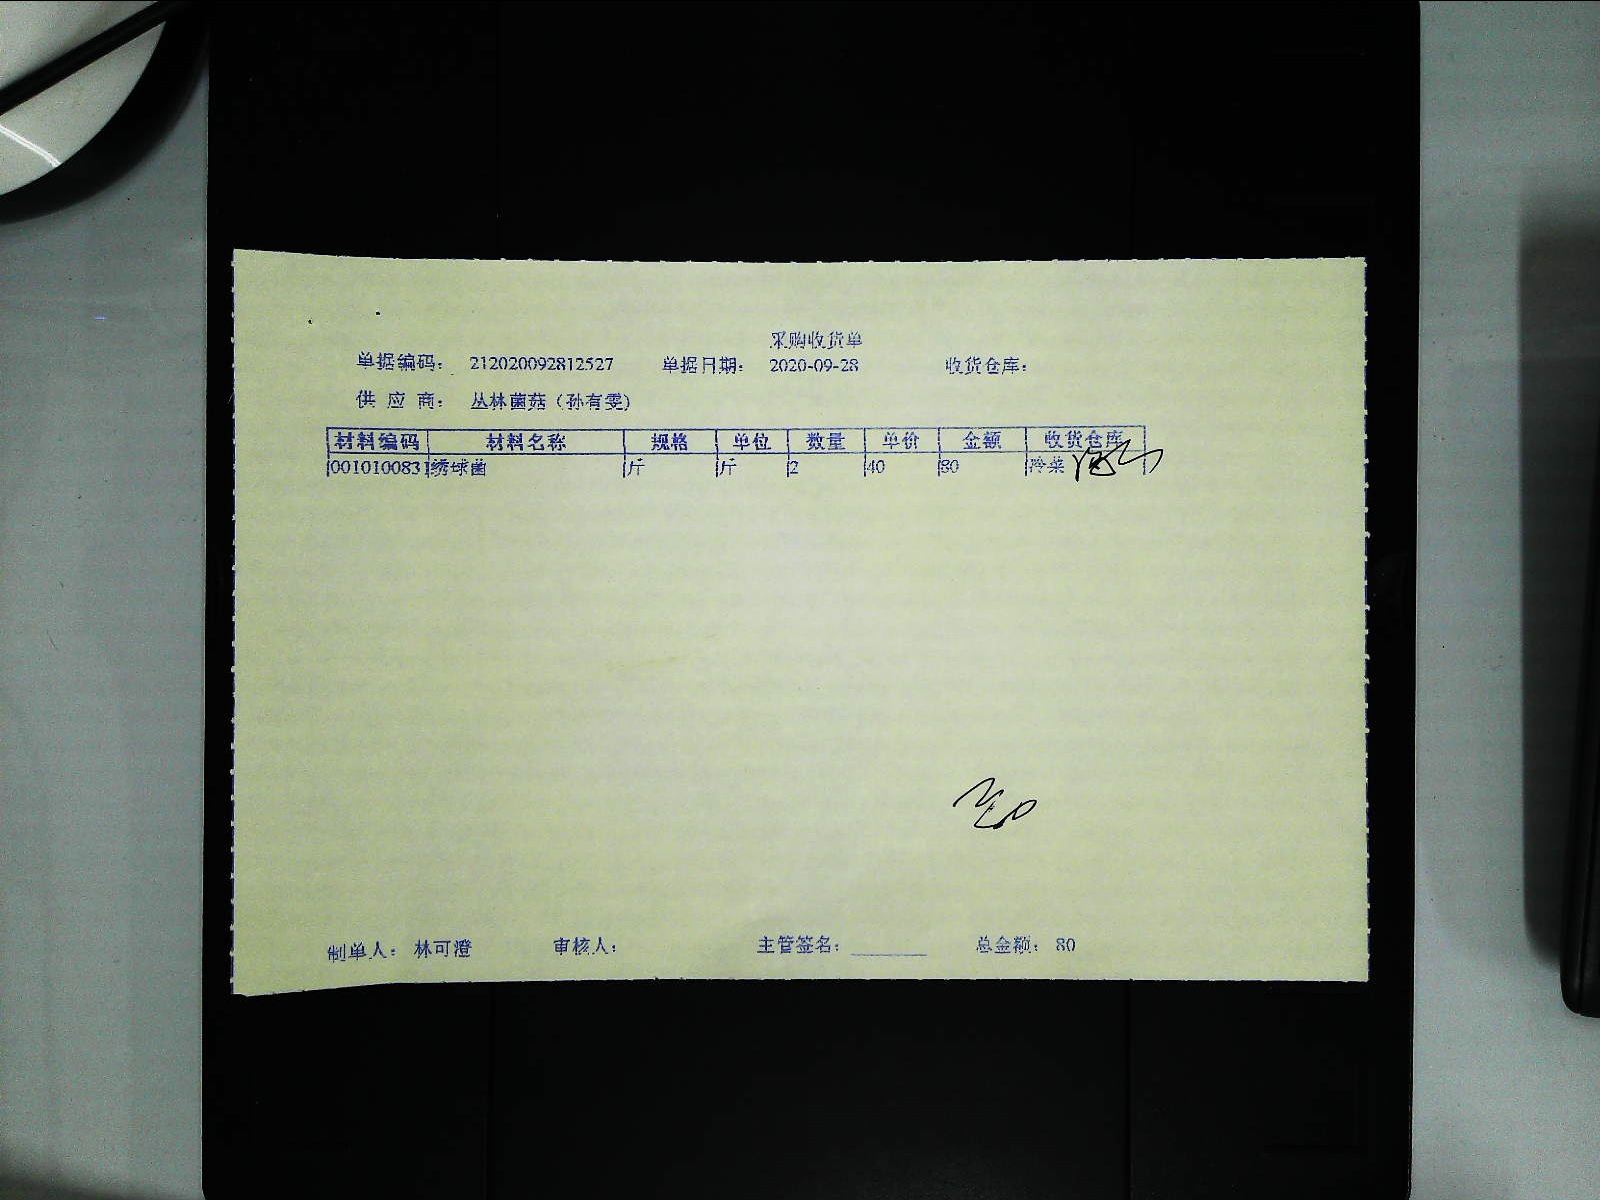 采购收货单
单据编码： 212020092812527 单据日期： 2020-09-28 收货仓库：
供 应 商： 丛林菌菇（孙有雯）
材料编码 材料名称 规格 单位 数量 单价 金额 收货仓库
0010100831 绣球菌 斤 斤 2 40 80 冷菜
制单人： 林可澄 审核人： 主管签名： 总金额： 80